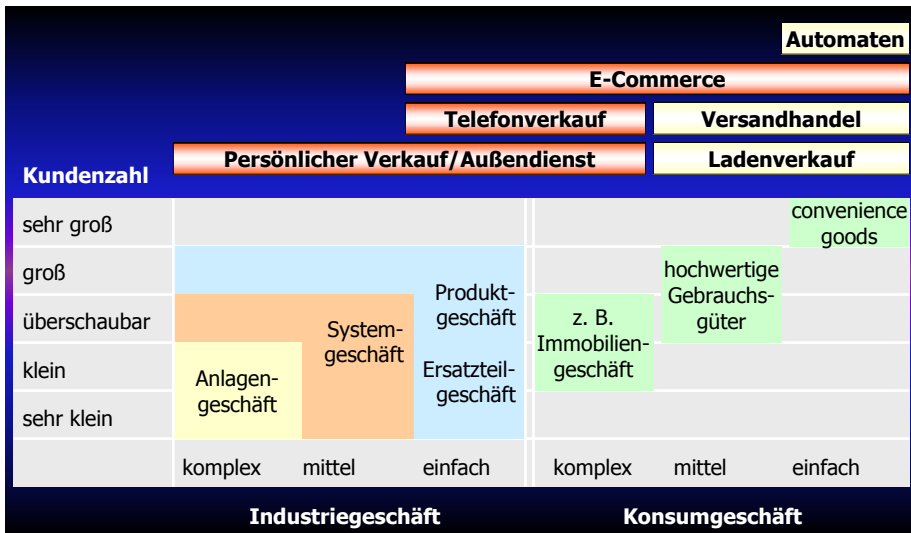 Automaten
E-Commerce
Telefonverkauf
Versandhandel
Persönlicher Verkauf/Außendienst
Ladenverkauf
Kundenzahl
sehr groß
groß
überschaubar
klein
sehr klein
convenience
goods
hochwertige
Gebrauchs-
güter
Produkt-
geschäft
Ersatzteil-
geschäft
System-
geschäft
Anlagen-
geschäft
z. B.
Immobilien-
geschäft
komplex
mittel
einfach
komplex
mittel
einfach
Industriegeschäft
Konsumgeschäft